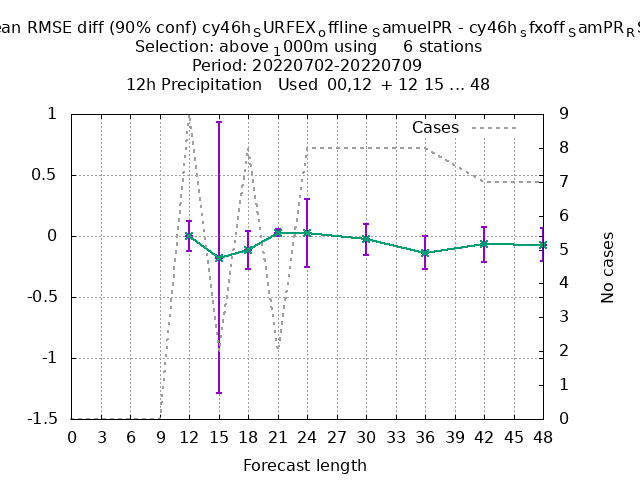 ean RMSE diff (90% conf) cy46h_SURFEX_offline_SamuelPR - cy46h_sfxoff_SamPR_RS
Selection: above_1000m using 6 stations
Period: 20220702-20220709
12h Precipitation Used 00,12 + 12 15 ... 48
Cases
1
0.5
0
-0.5
-1
-1.5
9
8
7
6
5
4
3
2
1
0
No cases
0 3 6 9 12 15 18 21 24 27 30 33 36 39 42 45 48
Forecast length